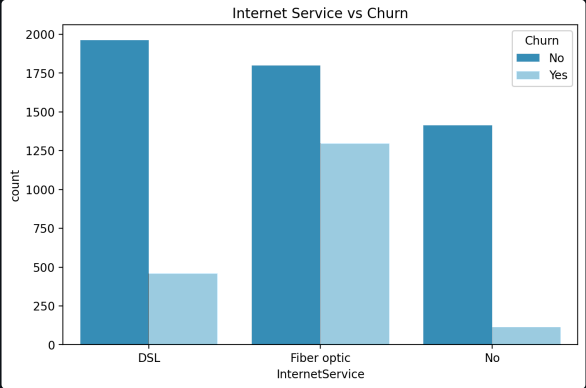 Internet Service vs Churn
Churn
No
Yes
2000
1750
1500
1250
1000
750
500
250
0
count
DSL Fiber optic No
InternetService